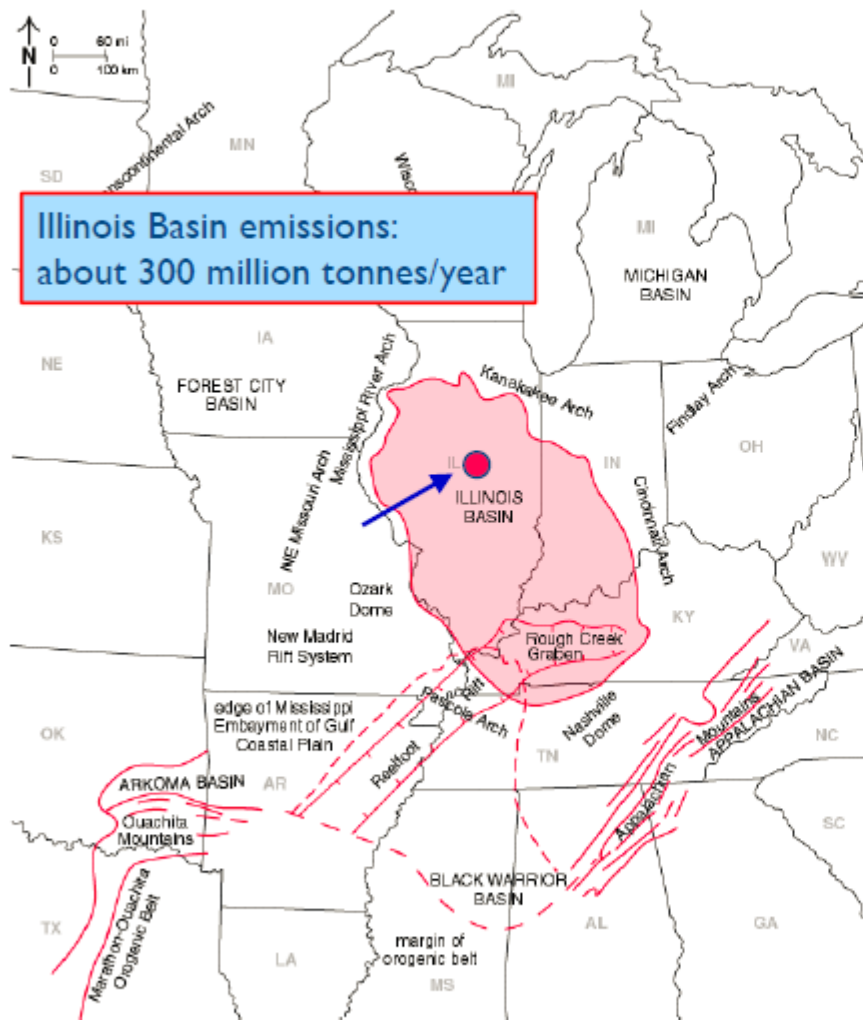 0 60 mi
N
0 100 km
MI
MN
SD
nscontinental Arch
Wisco
Illinois Basin emissions:
about 300 million tonnes/year
MI
MICHIGAN
BASIN
IA
NE
FOREST CITY
BASIN
Mississippi River Arch
Kanakakee Arch
Findlay Arch
OH
IL
IN
ILLINOIS
BASIN
NE Missouri Arch
Cincinnati Arch
KS
MO
Ozark
Dome
WV
KY
New Madrid
Rift System
Rough Creek
Graben
VA
Rift
Pascola Arch
edge of Mississippi
Embayment of Gulf
Coastal Plain
Nashville
Dome
Mountains
APPALACHIAN BASIN
OK
TN
NC
Reelfoot
ARKOMA BASIN
AR
Ouachita
Mountains
Appalachian
SC
BLACK WARRIOR
BASIN
TX
Marathon-Ouachita
Orogenic Belt
AL
GA
margin of
orogenic belt
LA
MS